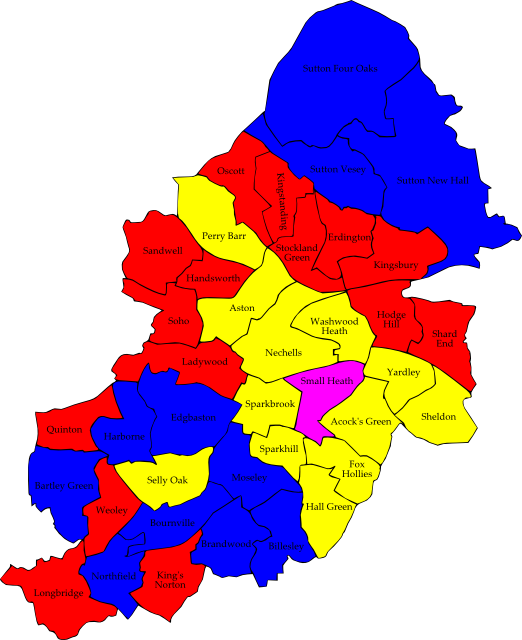 Sutton Four Oaks
Sutton Vesey
Sutton New Hall
Oscott
Kingstanding
Perry Barr
Stockland
Green
Erdington
Kingsbury
Sandwell
Handsworth
Soho
Aston
Washwood
Heath
Hodge
Hill
Shard
End
Nechells
Ladywood
Small Heath
Yardley
Sheldon
Sparkbrook
Acock's Green
Quinton
Harborne
Edgbaston
Sparkhill
Fox
Hollies
Bartley Green
Selly Oak
Moseley
Weoley
Hall Green
Bournville
Brandwood
Billesley
Northfield
King's
Norton
Longbridge